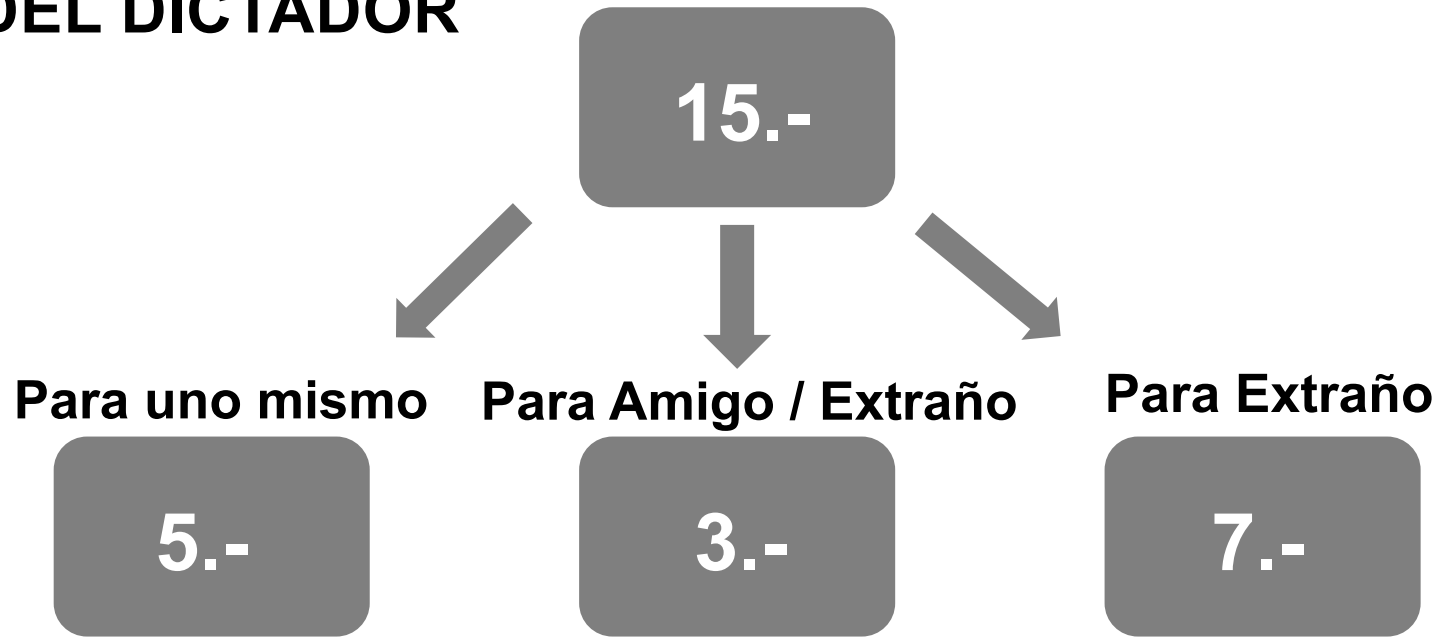 DEL DICTADOR
15.-
Para uno mismo
Para Amigo / Extraño
Para Extraño
5.-
3.-
7.-